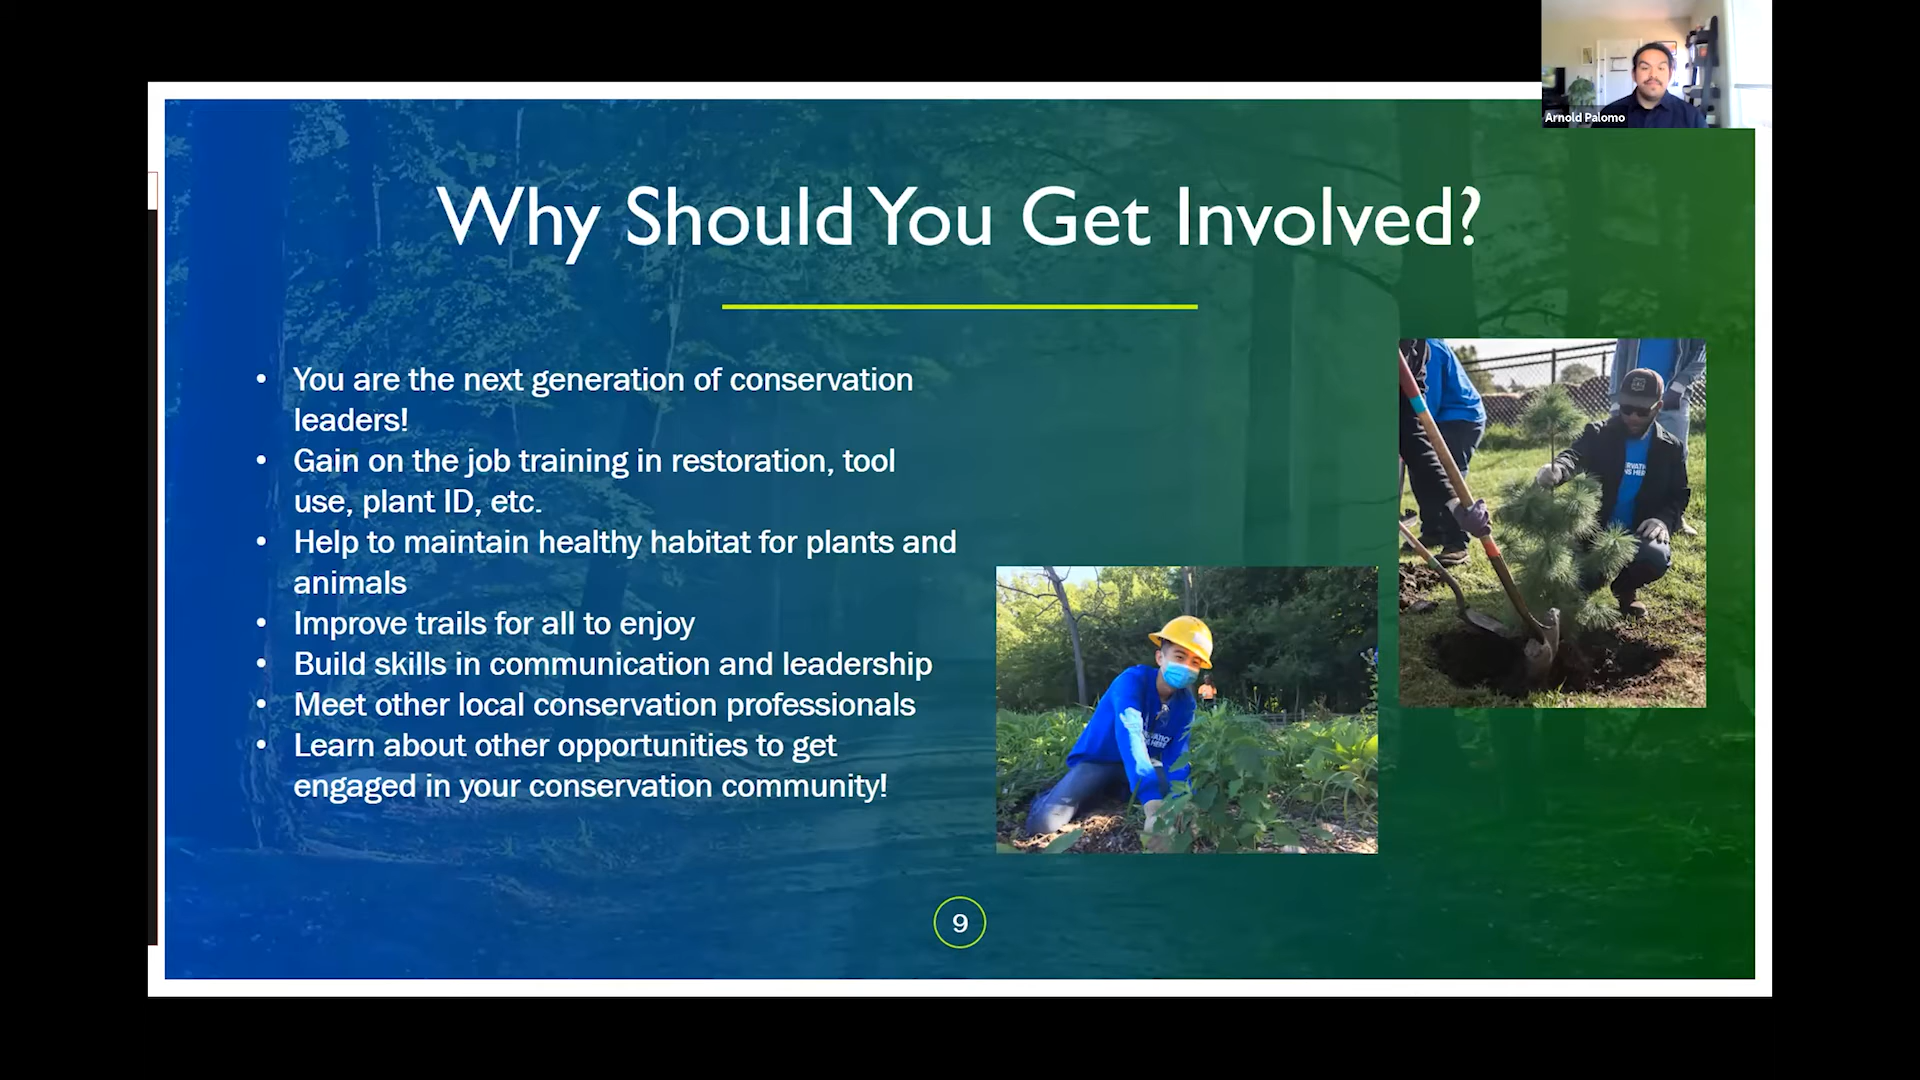 Arnold Palomo
Why Should You Get Involved?
• You are the next generation of conservation
leaders!
• Gain on the job training in restoration, tool
use, plant ID, etc.
• Help to maintain healthy habitat for plants and
animals
• Improve trails for all to enjoy
• Build skills in communication and leadership
• Meet other local conservation professionals
• Learn about other opportunities to get
engaged in your conservation community!
9